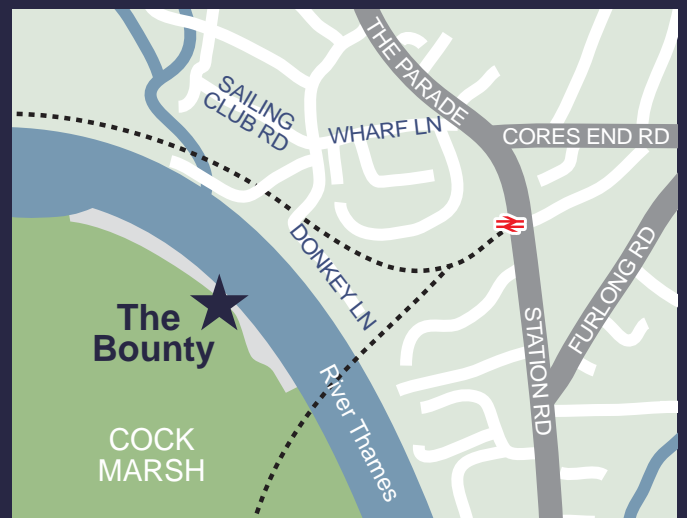 THE PARADE
SAILING
CLUB RD
WHARF LN
CORES END RD
DONKEY LN
FURLONG RD
The
Bounty
STATION RD
River Thames
COCK
MARSH